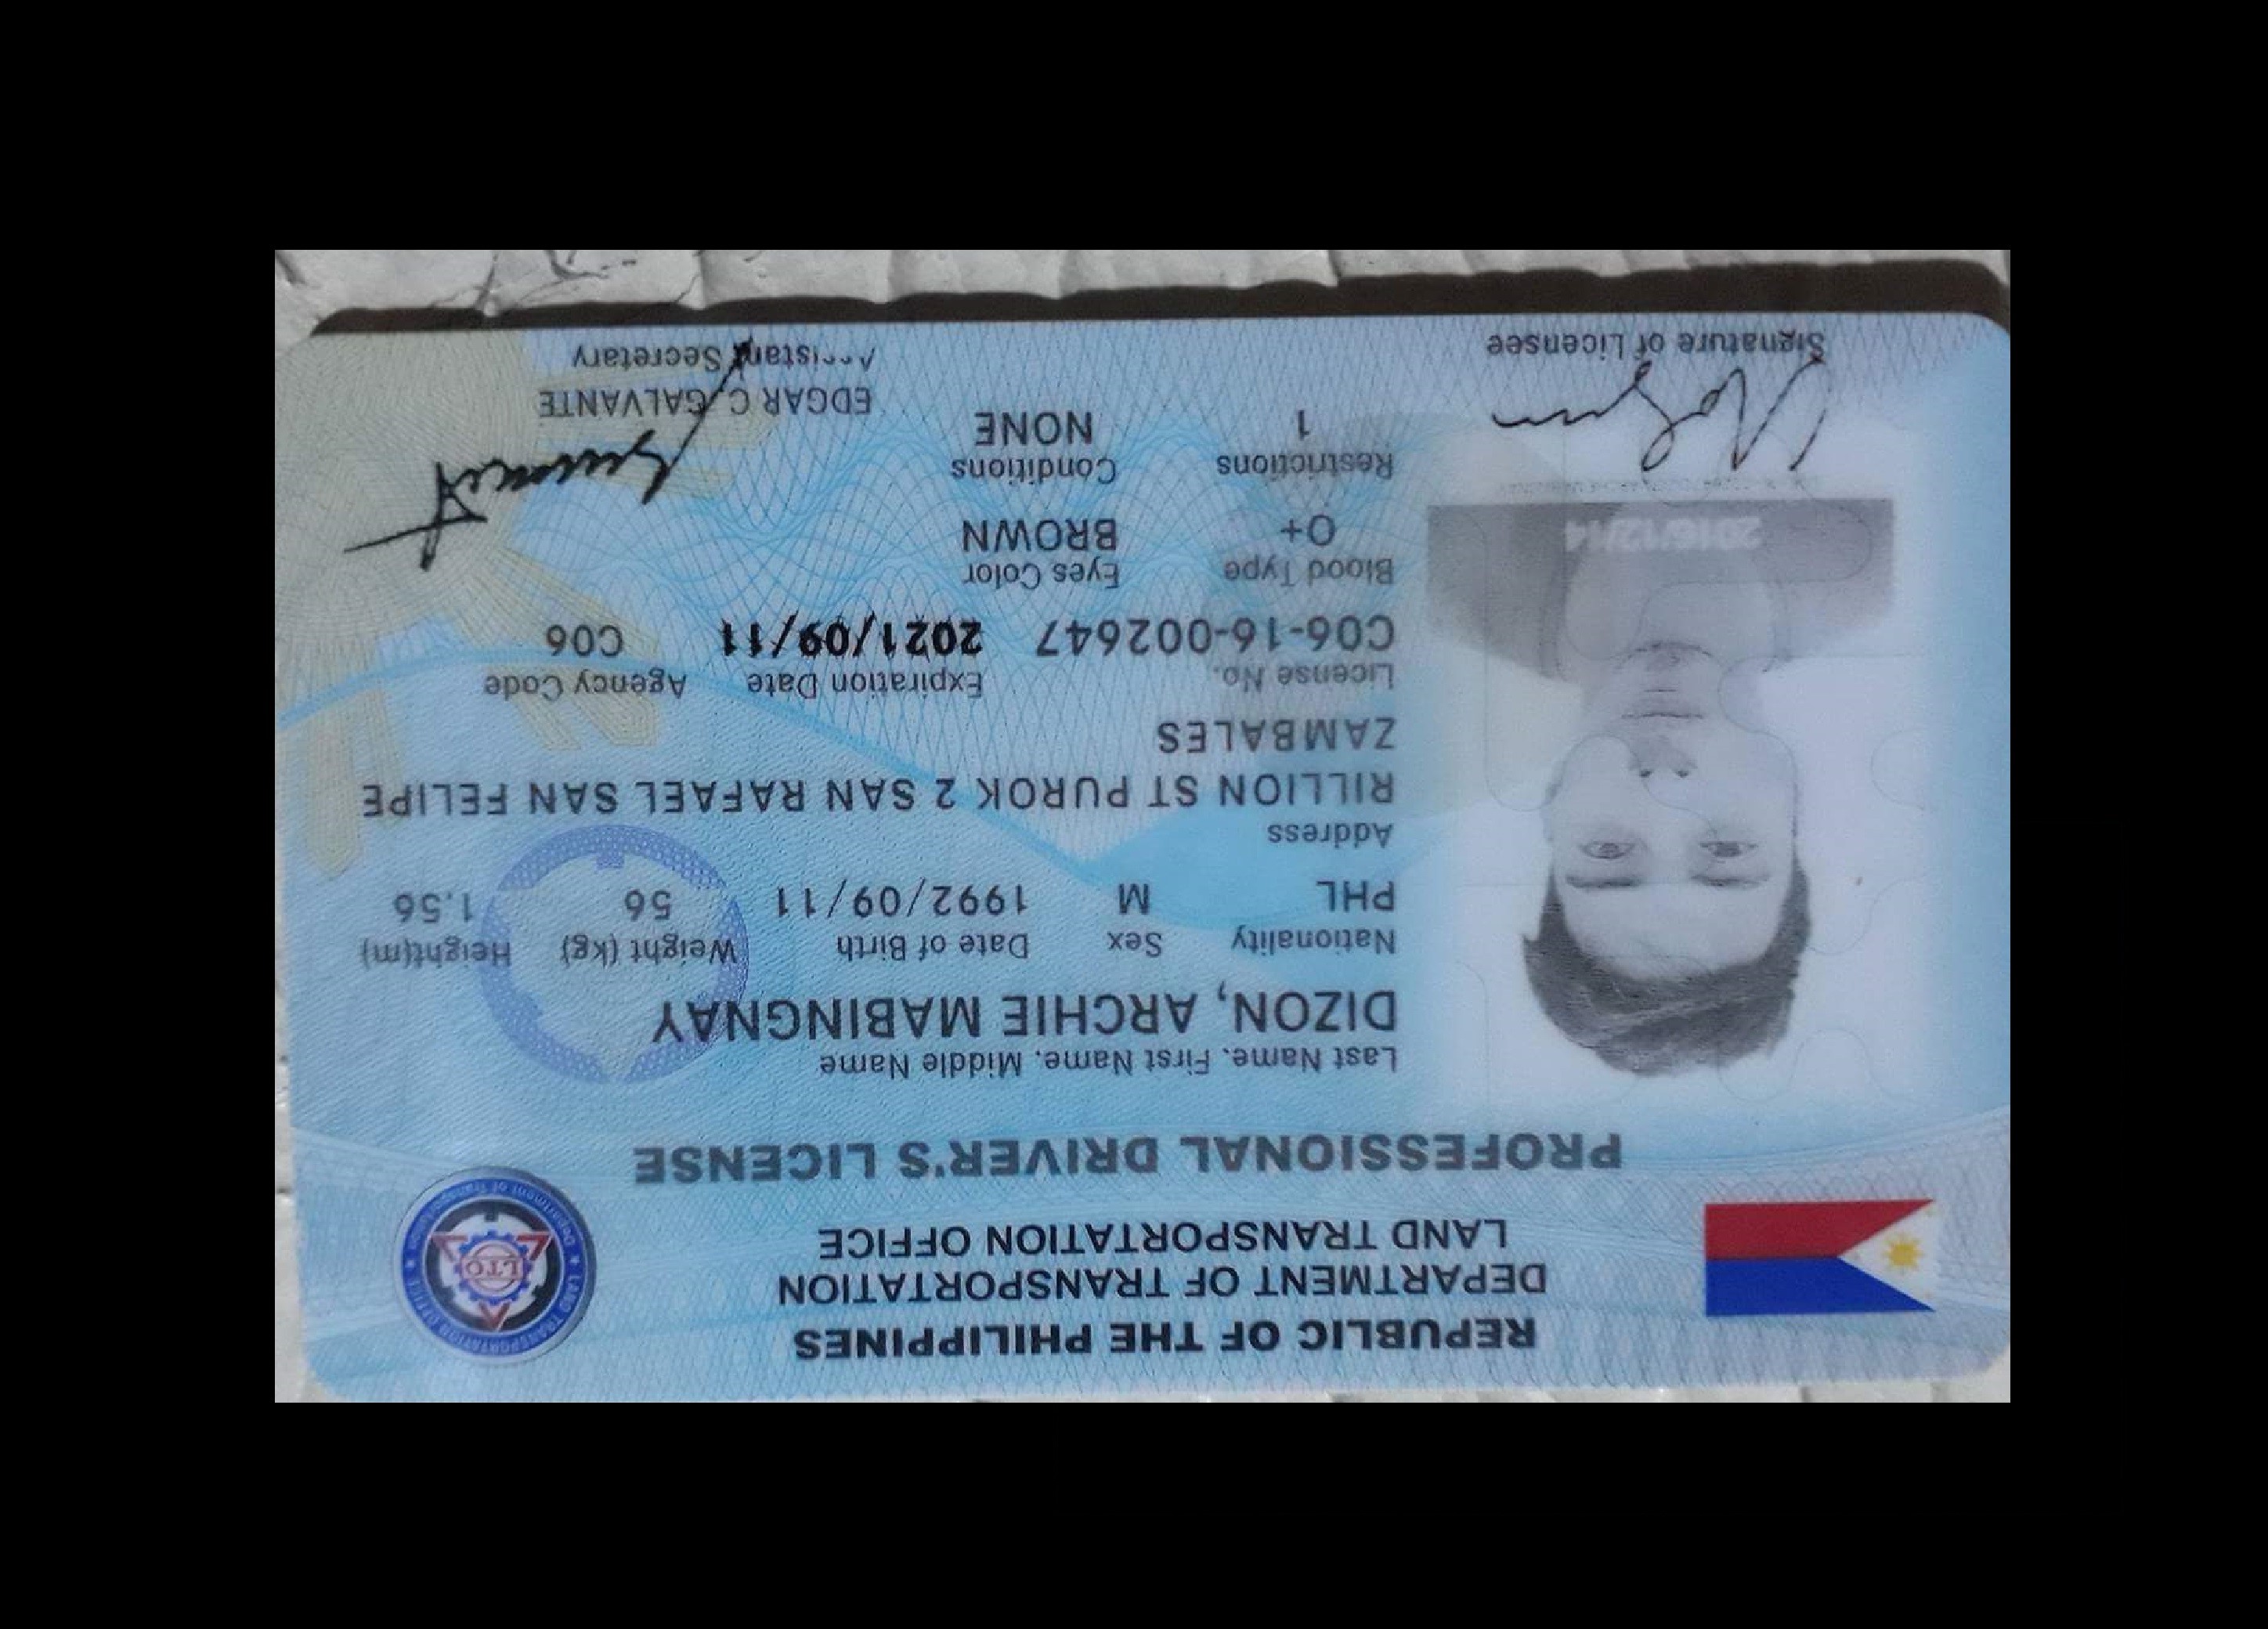 REPUBLIC OF THE PHILIPPINES
DEPARTMENT OF TRANSPORTATION
LAND TRANSPORTATION OFFICE
PROFESSIONAL DRIVER'S LICENSE
LTO
LAND TRANSPORTATION OFFICE
Department of Transportation
Last Name. First Name. Middle Name
DIZON, ARCHIE MABINGNAY
Nationality Sex Date of Birth Weight (kg) Height(m)
PHL M 1992/09/11 56 1.56
Address
RILLION ST PUROK 2 SAN RAFAEL SAN FELIPE
ZAMBALES
License No. Expiration Date Agency Code
C06-16-002647 2021/09/11 C06
Blood Type Eyes Color
O+ BROWN
Restrictions Conditions
1 NONE
2016/12/14
Signature of Licensee
EDGAR C. GALVANTE
Assistant Secretary